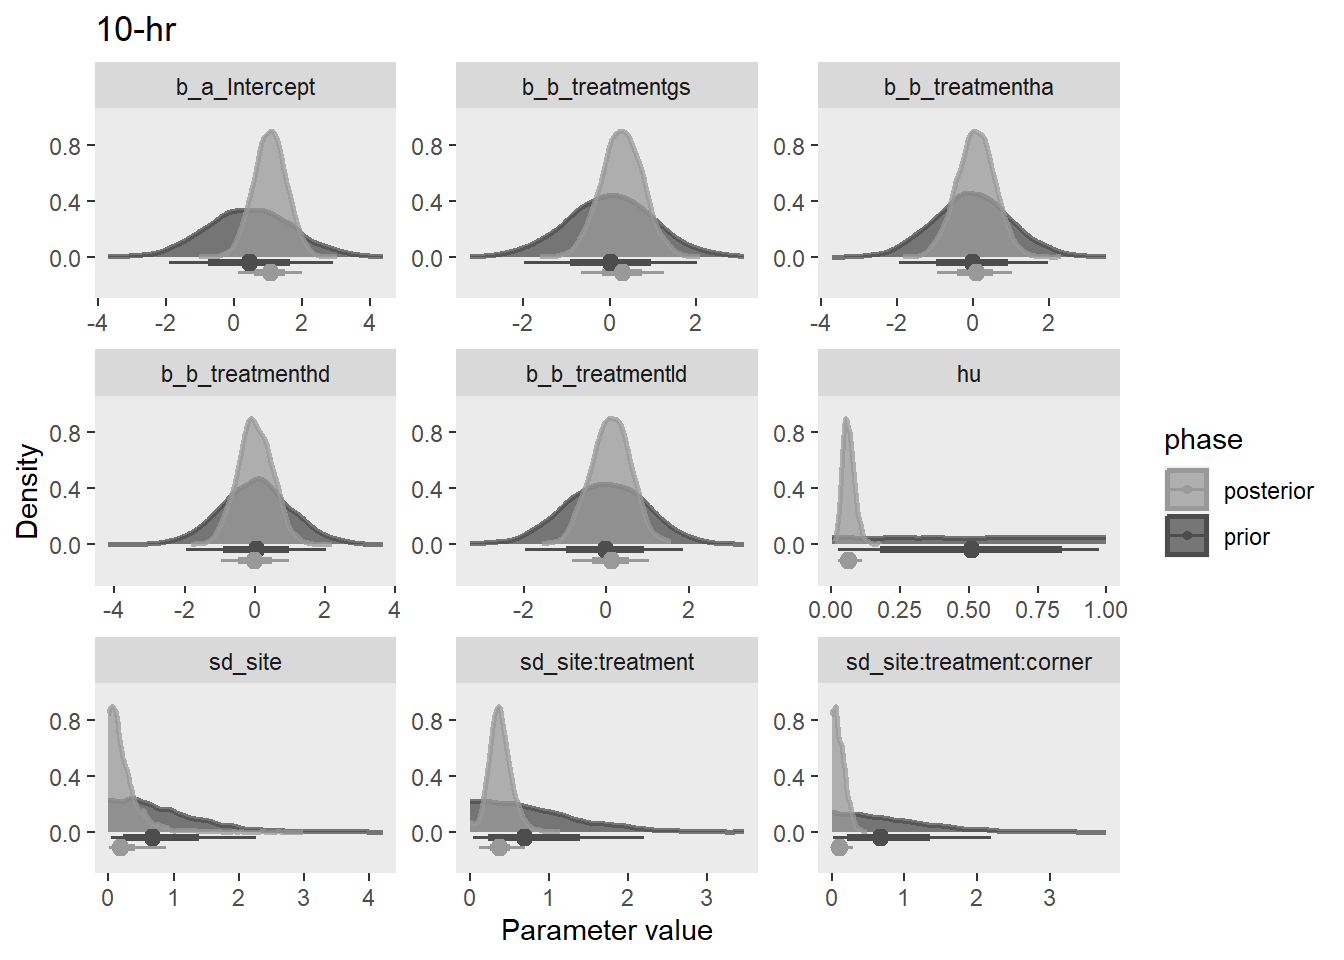 10-hr
b_a_Intercept b_b_treatmentgs b_b_treatmentha
0.8 0.8 0.8
0.4 0.4 0.4
0.0 0.0 0.0
-4 -2 0 2 4 -2 0 2 -4 -2 0 2
b_b_treatmenthd b_b_treatmentld hu
0.8 0.8 0.8
0.4 0.4 0.4
0.0 0.0 0.0
-4 -2 0 2 4 -2 0 2 0.00 0.25 0.50 0.75 1.00
sd_site sd_site:treatment sd_site:treatment:corner
0.8 0.8 0.8
0.4 0.4 0.4
0.0 0.0 0.0
0 1 2 3 4 0 1 2 3 0 1 2 3
Parameter value
Density
phase
posterior
prior